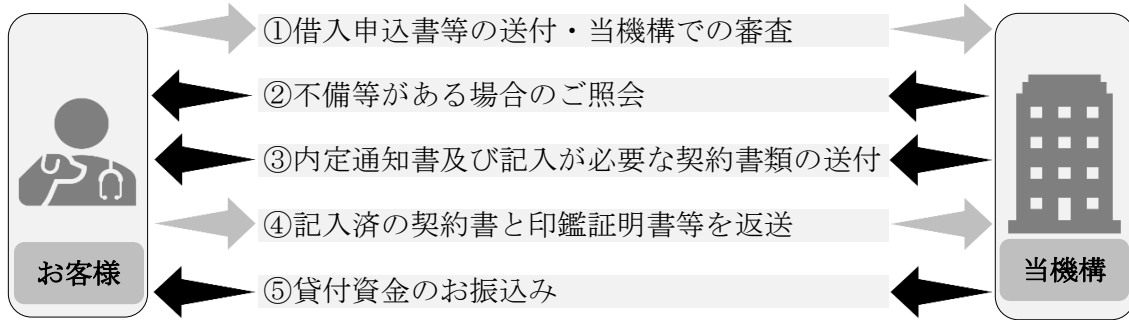 ①借入申込書等の送付・当機構での審査
②不備等がある場合のご照会
③内定通知書及び記入が必要な契約書類の送付
④記入済の契約書と印鑑証明書等を返送
⑤貸付資金のお振込み
お客様
当機構